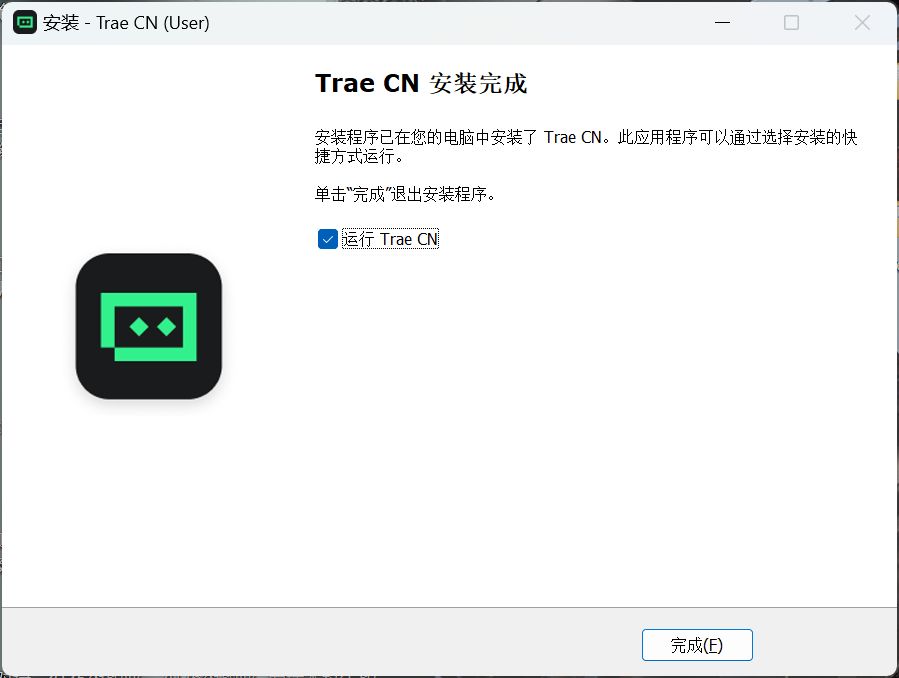 安装 - Trae CN (User)
Trae CN 安装完成
安装程序已在您的电脑中安装了 Trae CN。此应用程序可以通过选择安装的快
捷方式运行。
单击“完成”退出安装程序。
运行 Trae CN
完成(F)